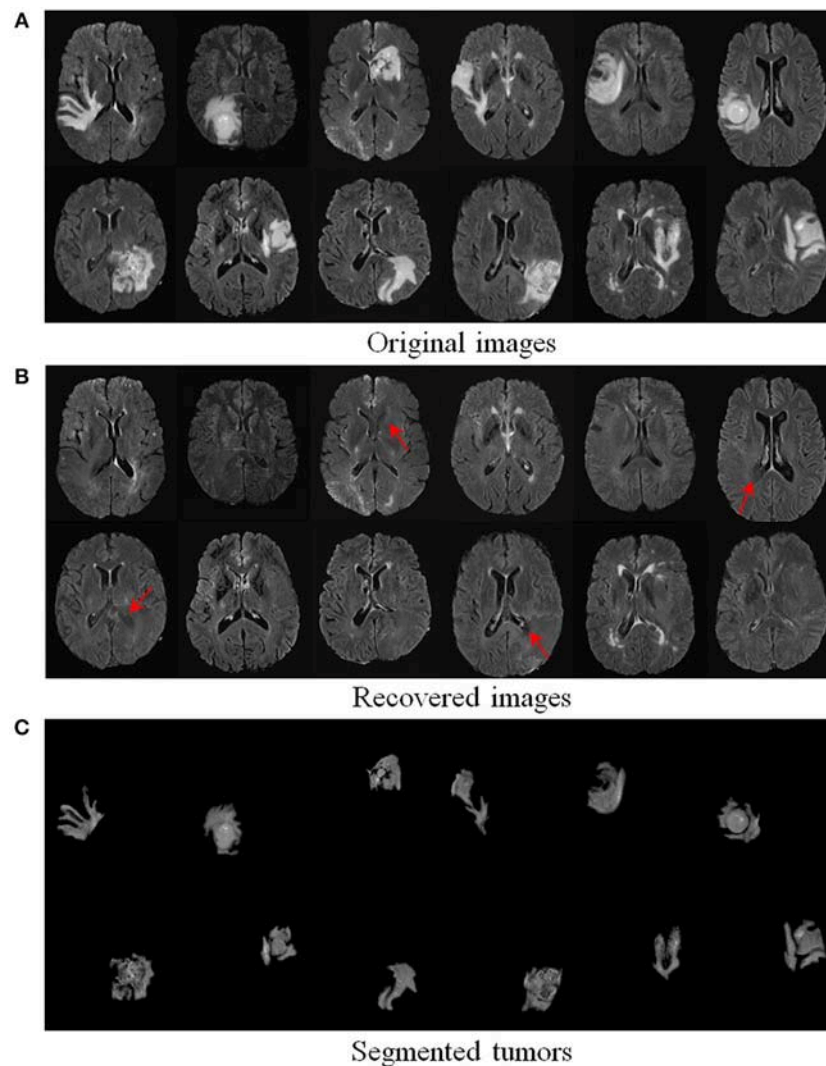 A
Original images
B
Recovered images
C
Segmented tumors